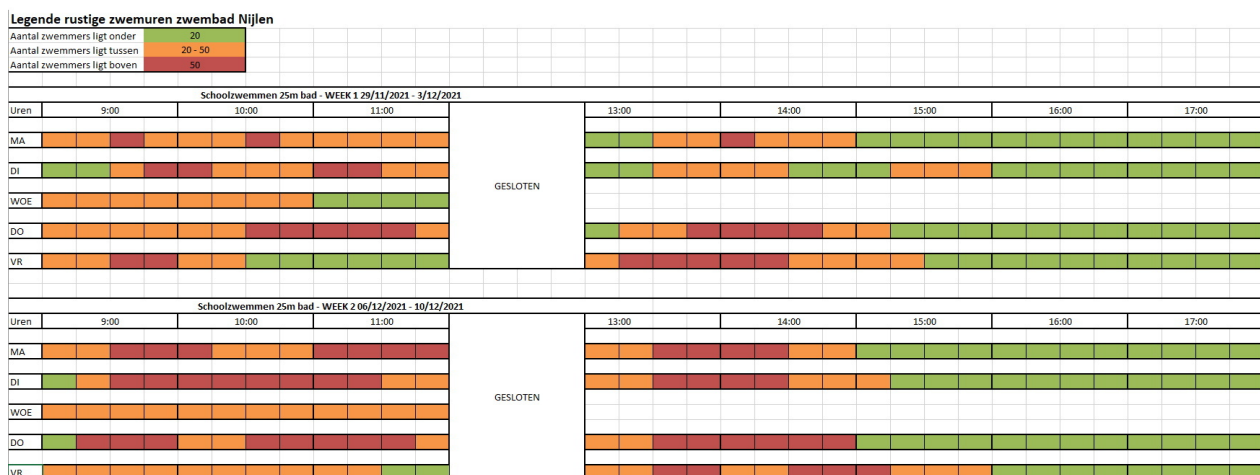 Legende rustige zwemuren zwembad Nijlen
Aantal zwemmers ligt onder 20
Aantal zwemmers ligt tussen 20 - 50
Aantal zwemmers ligt boven 50
Schoolzwemmen 25m bad - WEEK 1 29/11/2021 - 3/12/2021
Uren 9:00 10:00 11:00 13:00 14:00 15:00 16:00 17:00
MA
DI
GESLOTEN
WOE
DO
VR
Schoolzwemmen 25m bad - WEEK 2 06/12/2021 - 10/12/2021
Uren 9:00 10:00 11:00 13:00 14:00 15:00 16:00 17:00
MA
DI
GESLOTEN
WOE
DO
VR